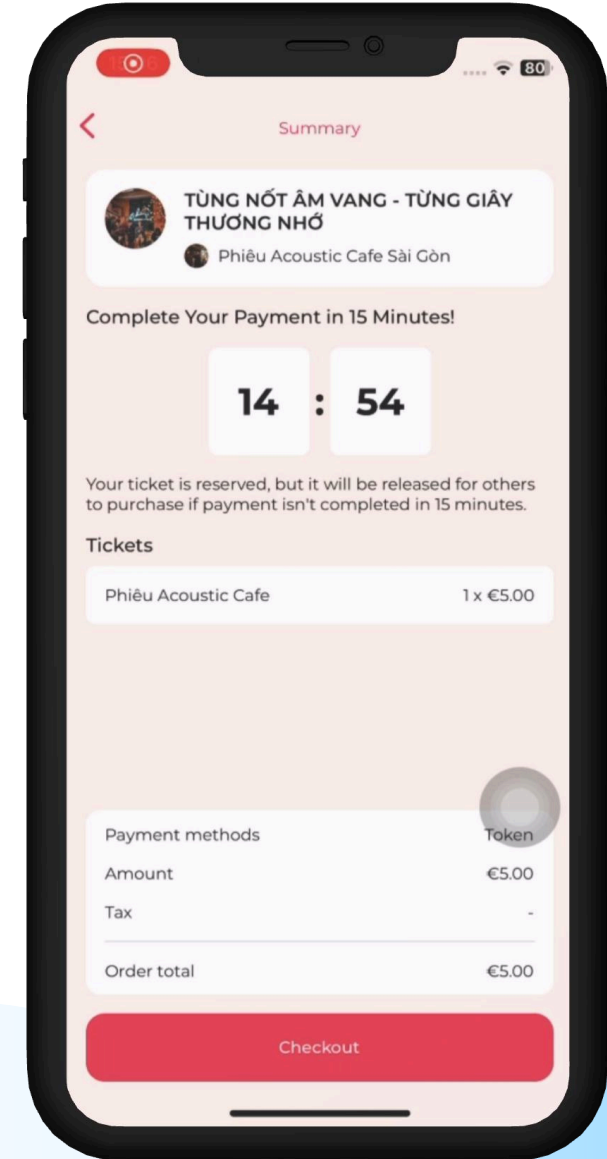 80
Summary
TÙNG NỐT ÂM VANG - TỪNG GIÂY
THƯƠNG NHỚ
Phiêu Acoustic Cafe Sài Gòn
Complete Your Payment in 15 Minutes!
14 : 54
Your ticket is reserved, but it will be released for others
to purchase if payment isn't completed in 15 minutes.
Tickets
Phiêu Acoustic Cafe 1 x €5.00
Payment methods Token
Amount €5.00
Tax -
Order total €5.00
Checkout